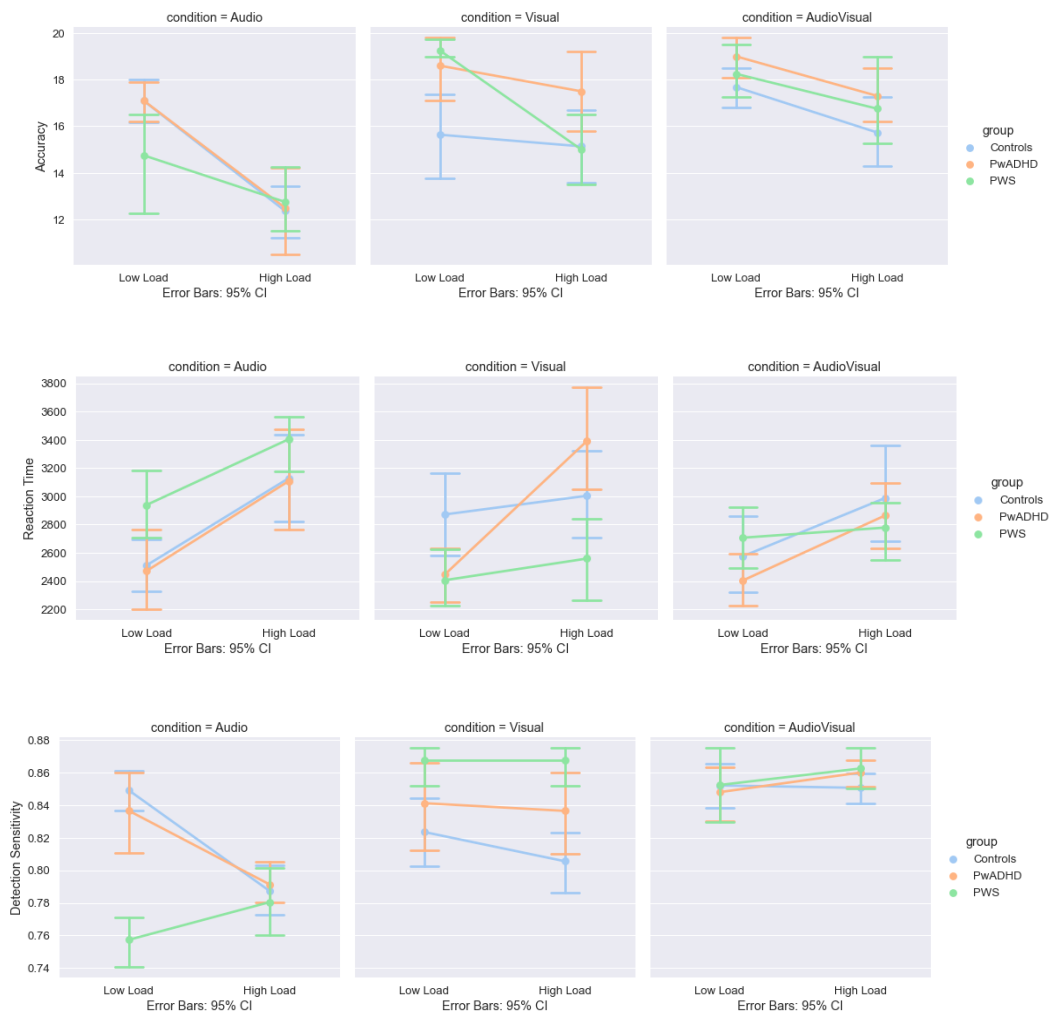 condition = Audio
condition = Visual
condition = AudioVisual
20
18
16
14
12
Accuracy
Low Load
High Load
Error Bars: 95% CI
Low Load
High Load
Error Bars: 95% CI
Low Load
High Load
Error Bars: 95% CI
group
Controls
PwADHD
PWS
condition = Audio
condition = Visual
condition = AudioVisual
3800
3600
3400
3200
3000
2800
2600
2400
2200
Reaction Time
Low Load
High Load
Error Bars: 95% CI
Low Load
High Load
Error Bars: 95% CI
Low Load
High Load
Error Bars: 95% CI
group
Controls
PwADHD
PWS
condition = Audio
condition = Visual
condition = AudioVisual
0.88
0.86
0.84
0.82
0.80
0.78
0.76
0.74
Detection Sensitivity
Low Load
High Load
Error Bars: 95% CI
Low Load
High Load
Error Bars: 95% CI
Low Load
High Load
Error Bars: 95% CI
group
Controls
PwADHD
PWS